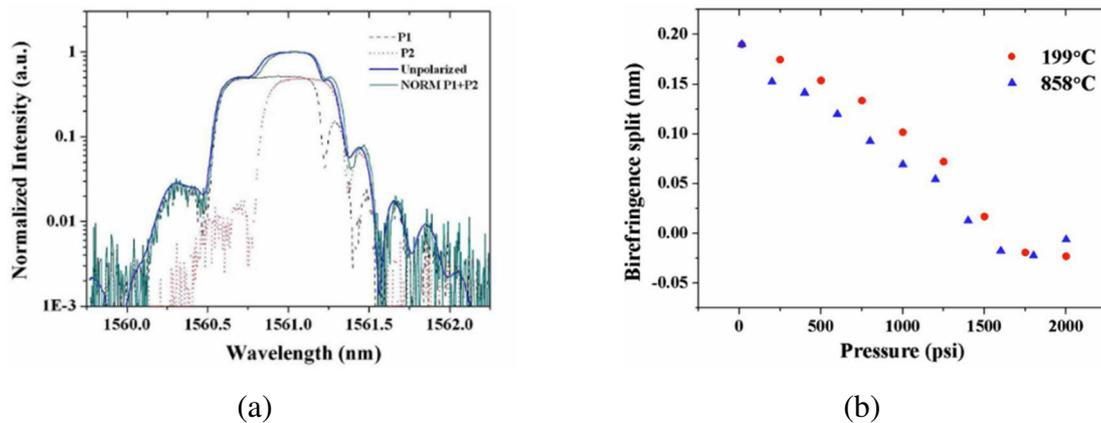 Normalized Intensity (a.u.)
1
0.1
0.01
1E-3
P1
P2
Unpolarized
NORM P1+P2
1560.0 1560.5 1561.0 1561.5 1562.0
Wavelength (nm)
(a)
Birefringence split (nm)
0.20
0.15
0.10
0.05
0.00
-0.05
199°C
858°C
0 500 1000 1500 2000
Pressure (psi)
(b)